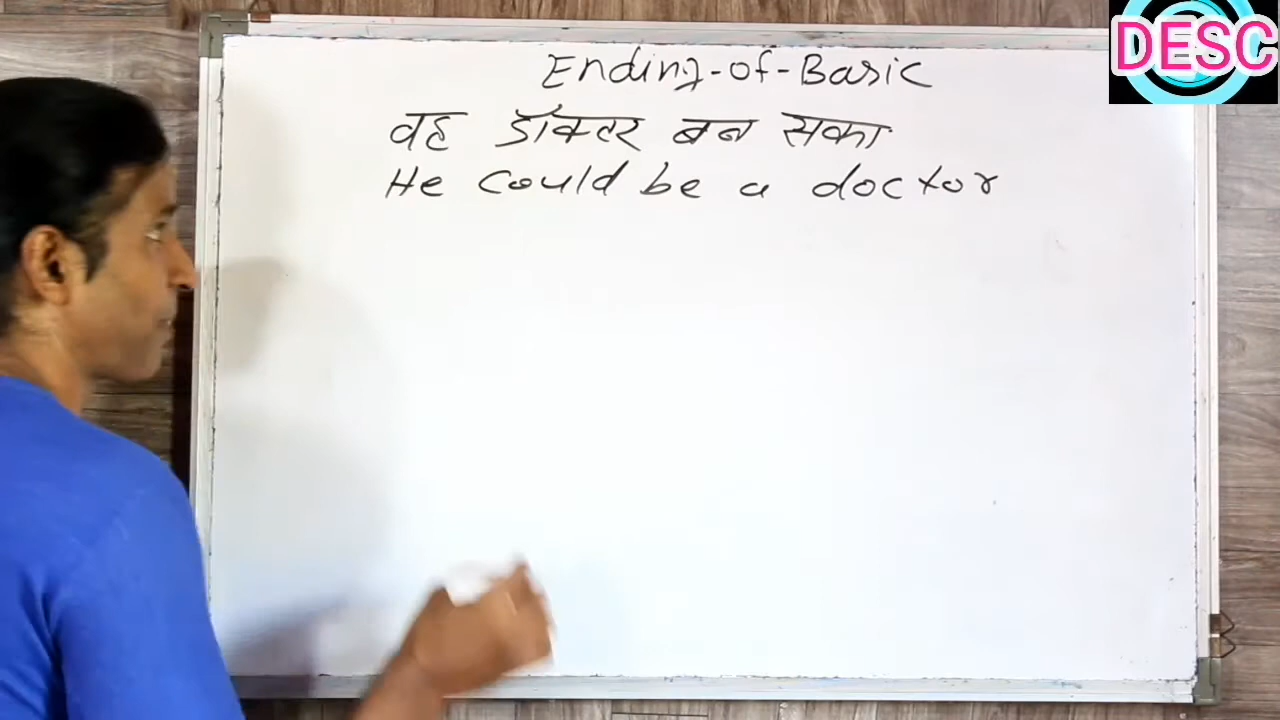 DESC
Ending-of-Basic
वह डॉक्टर बन सका
He could be a doctor